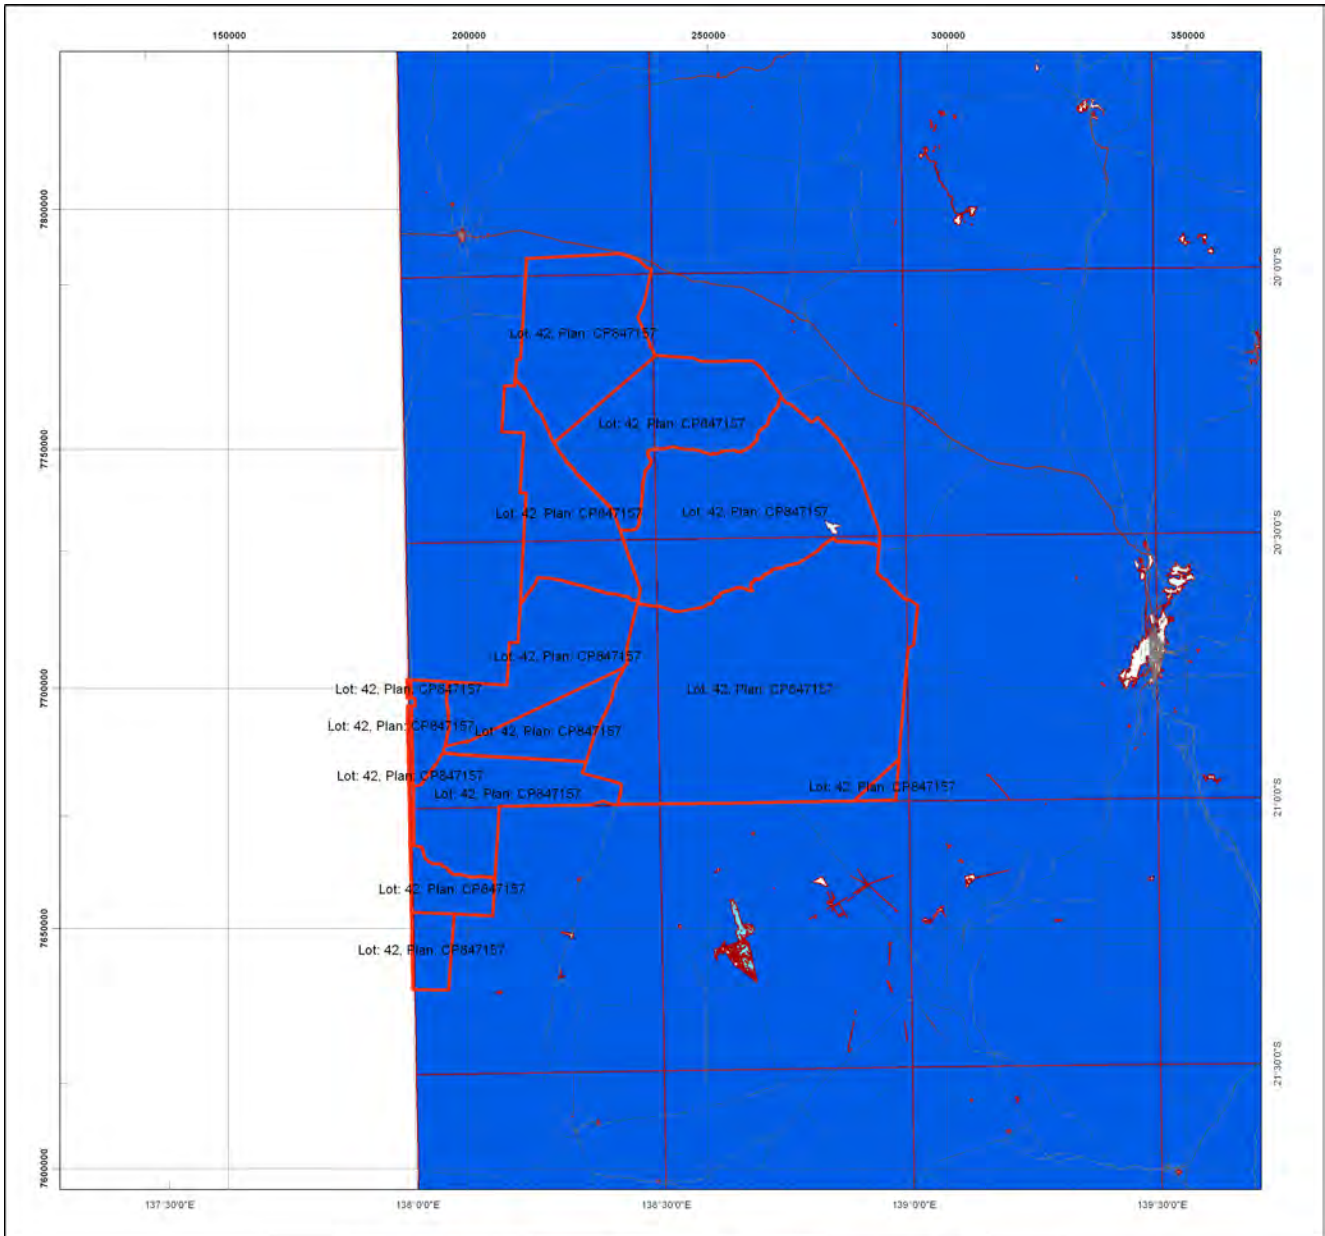 150000 200000 250000 300000 350000
7800000
20°0'0"S
Lot: 42, Plan: CP847157
Lot: 42, Plan: CP847157
7750000
Lot: 42, Plan: CP847157
Lot: 42, Plan: CP847157
20°30'0"S
Lot: 42, Plan: CP847157
Lot: 42, Plan: CP847157
Lot: 42, Plan: CP847157
7700000
Lot: 42, Plan: CP847157
Lot: 42, Plan: CP847157
Lot: 42, Plan: CP847157
Lot: 42, Plan: CP847157
Lot: 42, Plan: CP847157
21°0'0"S
Lot: 42, Plan: CP847157
Lot: 42, Plan: CP847157
7650000
Lot: 42, Plan: CP847157
21°30'0"S
7600000
137°30'0"E 138°0'0"E 138°30'0"E 139°0'0"E 139°30'0"E